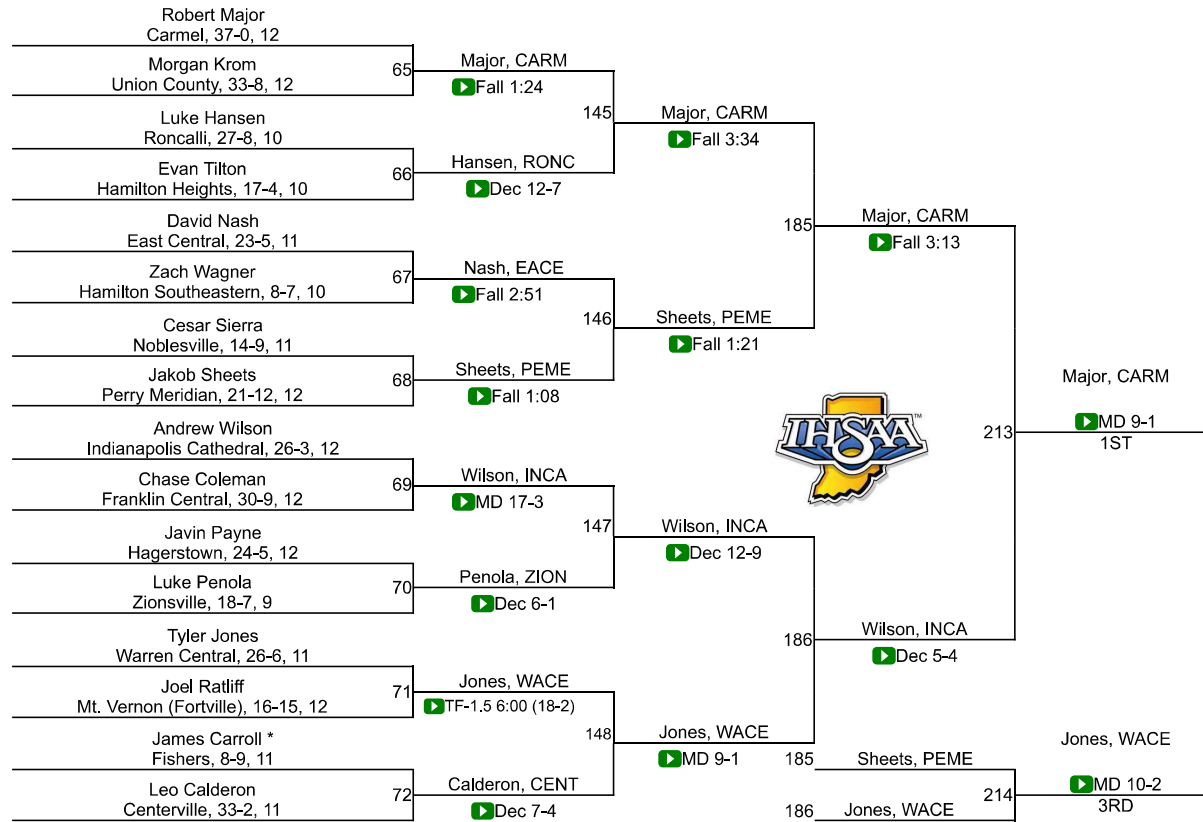 Robert Major
Carmel, 37-0, 12
Morgan Krom
Union County, 33-8, 12
65
Major, CARM
Fall 1:24
Luke Hansen
Roncalli, 27-8, 10
Evan Tilton
Hamilton Heights, 17-4, 10
66
Hansen, RONC
Dec 12-7
145
Major, CARM
Fall 3:34
David Nash
East Central, 23-5, 11
Zach Wagner
Hamilton Southeastern, 8-7, 10
67
Nash, EACE
Fall 2:51
Cesar Sierra
Noblesville, 14-9, 11
Jakob Sheets
Perry Meridian, 21-12, 12
68
Sheets, PEME
Fall 1:08
146
Sheets, PEME
Fall 1:21
185
Major, CARM
Fall 3:13
Andrew Wilson
Indianapolis Cathedral, 26-3, 12
Chase Coleman
Franklin Central, 30-9, 12
69
Wilson, INCA
MD 17-3
Javin Payne
Hagerstown, 24-5, 12
Luke Penola
Zionsville, 18-7, 9
70
Penola, ZION
Dec 6-1
147
Wilson, INCA
Dec 12-9
Tyler Jones
Warren Central, 26-6, 11
Joel Ratliff
Mt. Vernon (Fortville), 16-15, 12
71
Jones, WACE
TF-1.5 6:00 (18-2)
James Carroll *
Fishers, 8-9, 11
Leo Calderon
Centerville, 33-2, 11
72
Calderon, CENT
Dec 7-4
148
Jones, WACE
MD 9-1
186
Wilson, INCA
Dec 5-4
IHSAA™
213
Major, CARM
MD 9-1
1ST
185
Sheets, PEME
186
Jones, WACE
214
Jones, WACE
MD 10-2
3RD